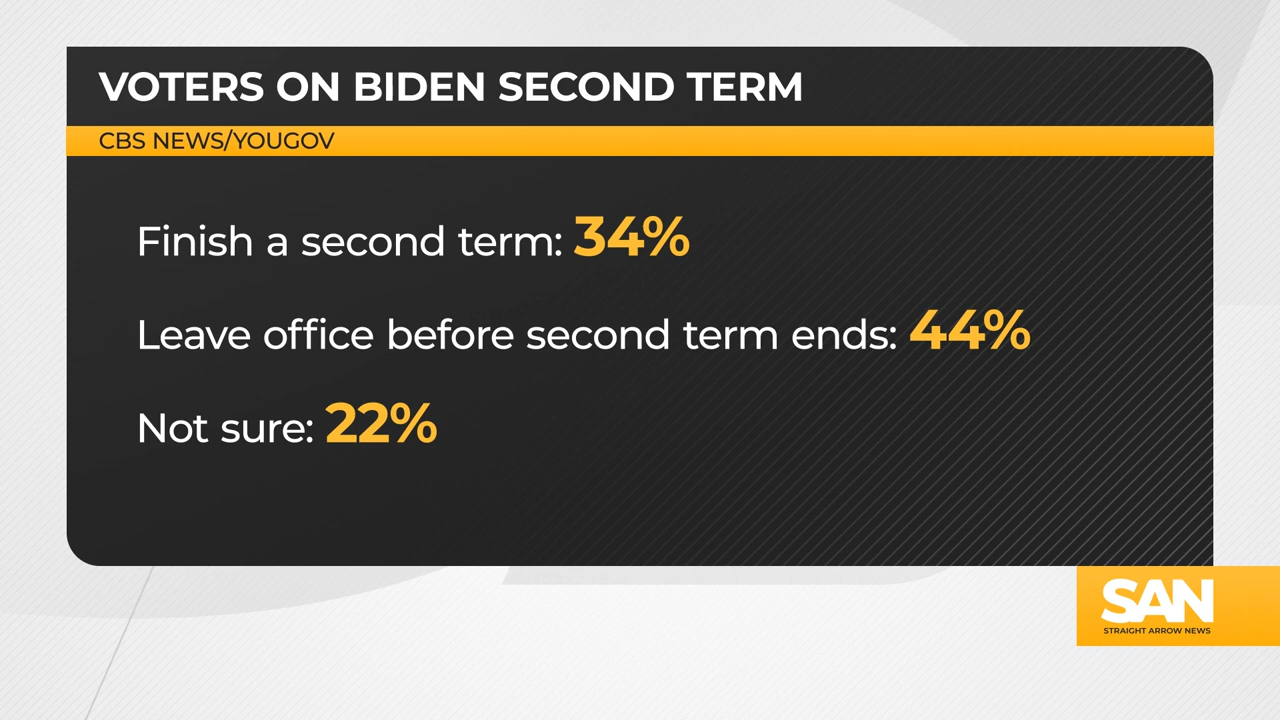 VOTERS ON BIDEN SECOND TERM
CBS NEWS/YOUGOV
Finish a second term: 34%
Leave office before second term ends: 44%
Not sure: 22%
SAN
STRAIGHT ARROW NEWS